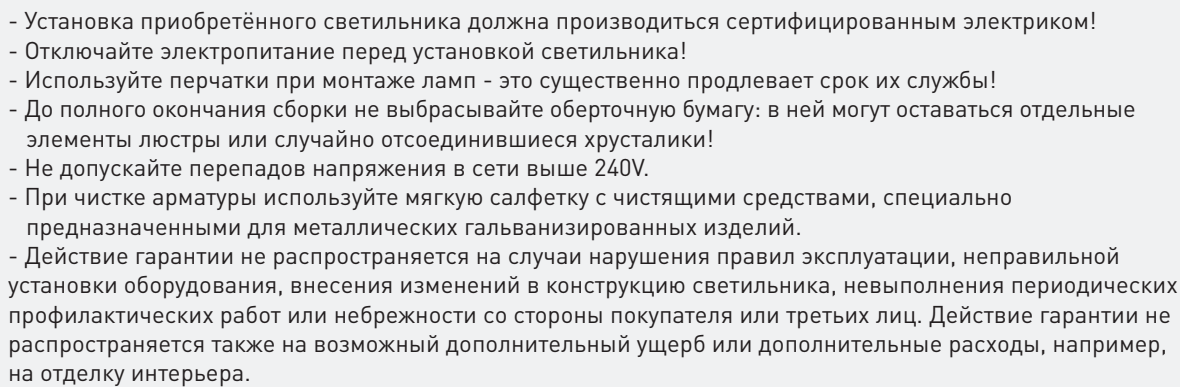 - Установка приобретённого светильника должна производиться сертифицированным электриком!
- Отключайте электропитание перед установкой светильника!
- Используйте перчатки при монтаже ламп - это существенно продлевает срок их службы!
- До полного окончания сборки не выбрасывайте оберточную бумагу: в ней могут оставаться отдельные
элементы люстры или случайно отсоединившиеся хрусталики!
- Не допускайте перепадов напряжения в сети выше 240V.
- При чистке арматуры используйте мягкую салфетку с чистящими средствами, специально
предназначенными для металлических гальванизированных изделий.
- Действие гарантии не распространяется на случаи нарушения правил эксплуатации, неправильной
установки оборудования, внесения изменений в конструкцию светильника, невыполнения периодических
профилактических работ или небрежности со стороны покупателя или третьих лиц. Действие гарантии не
распространяется также на возможный дополнительный ущерб или дополнительные расходы, например,
на отделку интерьера.